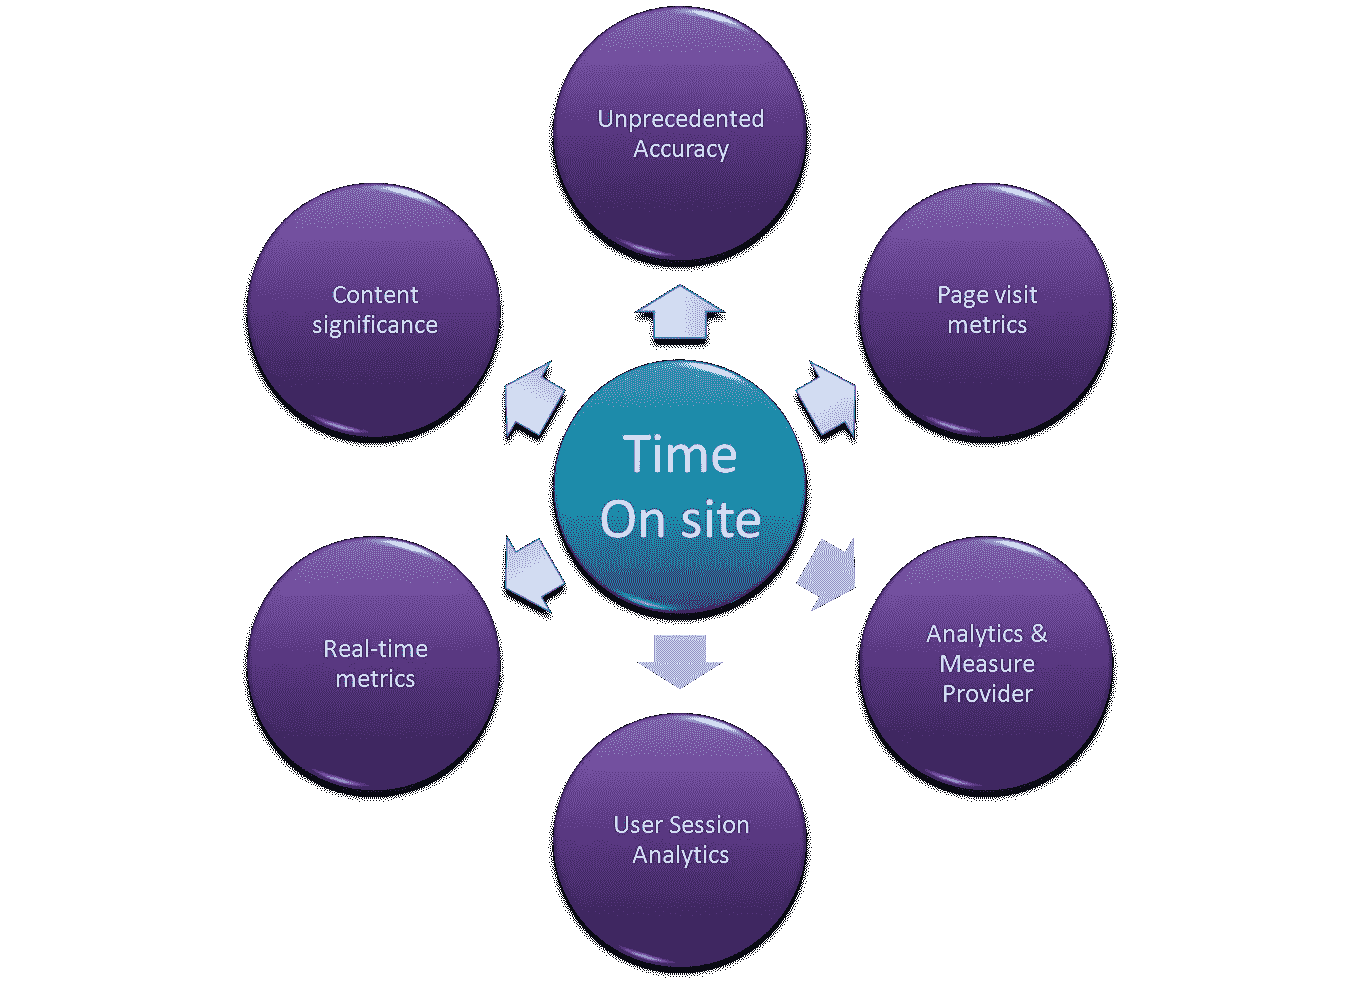 Unprecedented
Accuracy
Content
significance
Page visit
metrics
Time
On site
Real-time
metrics
Analytics &
Measure
Provider
User Session
Analytics